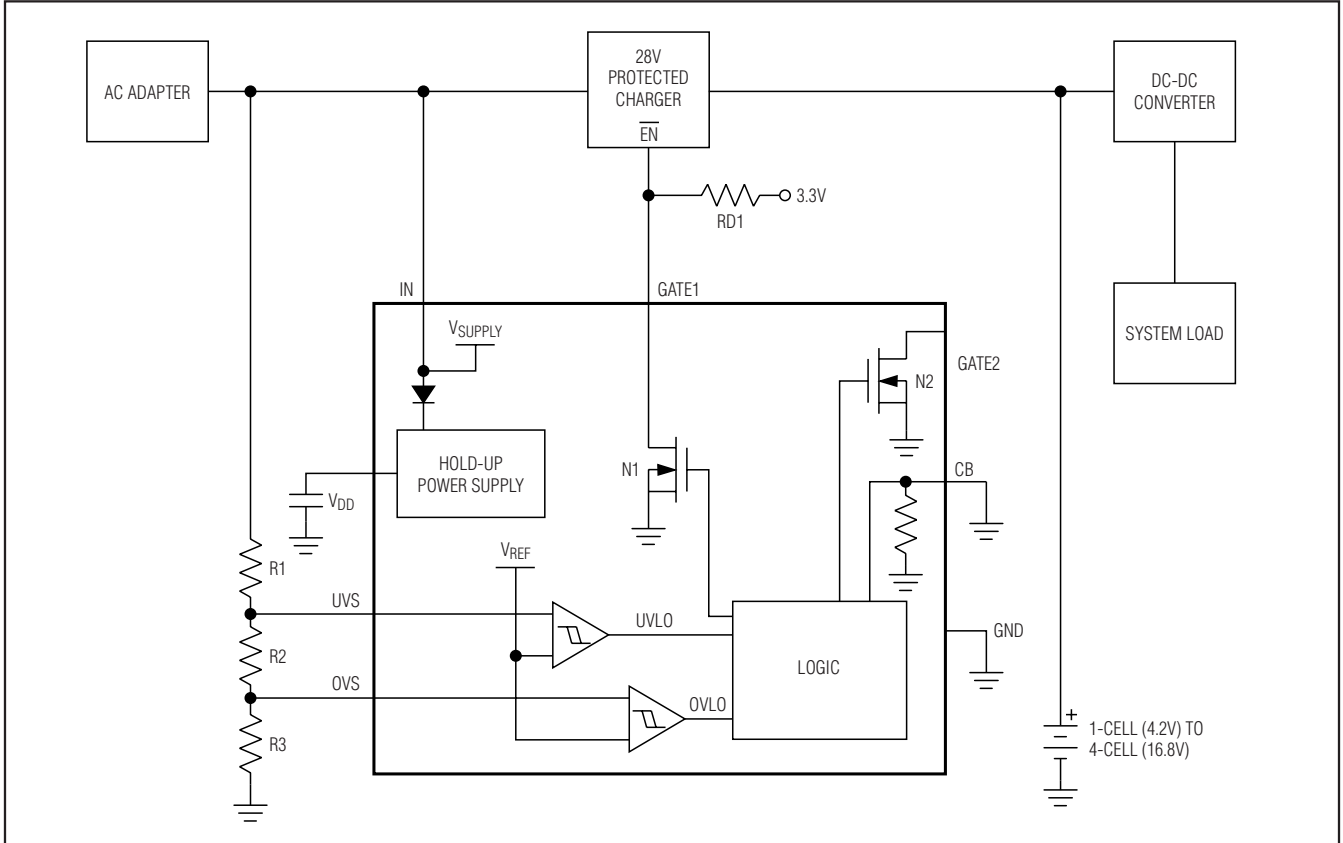 AC ADAPTER
28V
PROTECTED
CHARGER
EN
DC-DC
CONVERTER
3.3V
RD1
IN
GATE1
VSUPPLY
SYSTEM LOAD
GATE2
N2
HOLD-UP
POWER SUPPLY
N1
CB
VDD
VREF
R1
UVS
UVLO
GND
R2
LOGIC
OVS
OVLO
R3
+
1-CELL (4.2V) TO
4-CELL (16.8V)